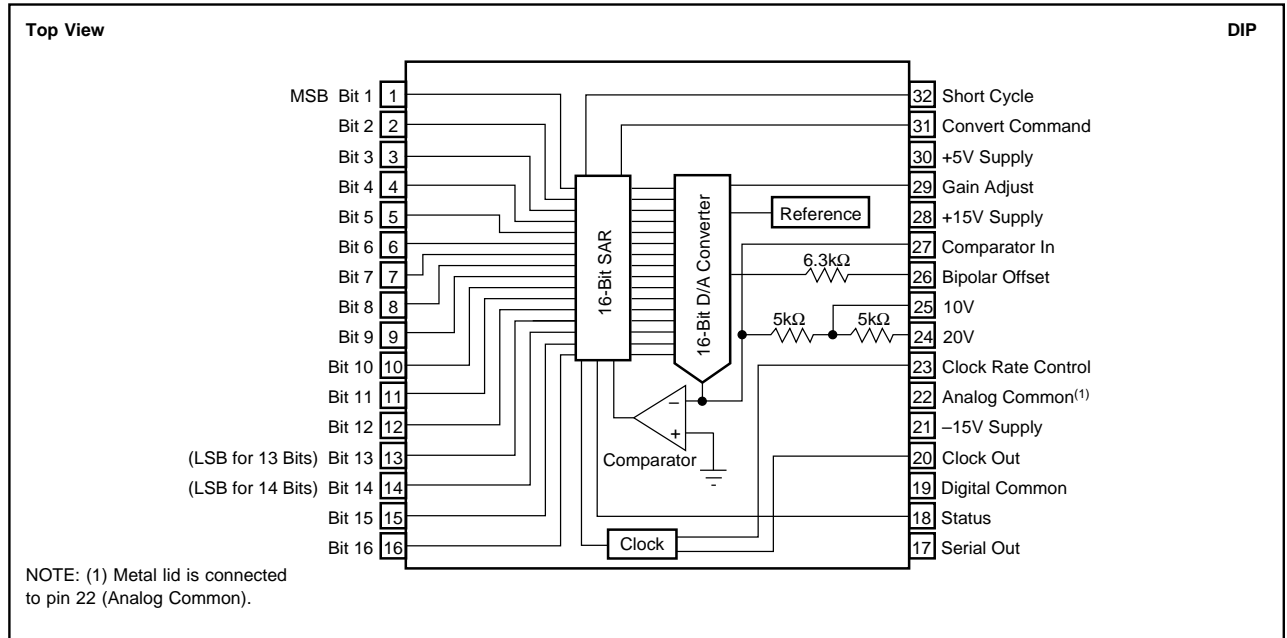 Top View
DIP
MSB Bit 1 1
Bit 2 2
Bit 3 3
Bit 4 4
Bit 5 5
Bit 6 6
Bit 7 7
Bit 8 8
Bit 9 9
Bit 10 10
Bit 11 11
Bit 12 12
(LSB for 13 Bits) Bit 13 13
(LSB for 14 Bits) Bit 14 14
Bit 15 15
Bit 16 16
16-Bit SAR
16-Bit D/A Converter
Reference
6.3kΩ
5kΩ
5kΩ
–
+
Comparator
Clock
32 Short Cycle
31 Convert Command
30 +5V Supply
29 Gain Adjust
28 +15V Supply
27 Comparator In
26 Bipolar Offset
25 10V
24 20V
23 Clock Rate Control
22 Analog Common(1)
21 –15V Supply
20 Clock Out
19 Digital Common
18 Status
17 Serial Out
NOTE: (1) Metal lid is connected
to pin 22 (Analog Common).